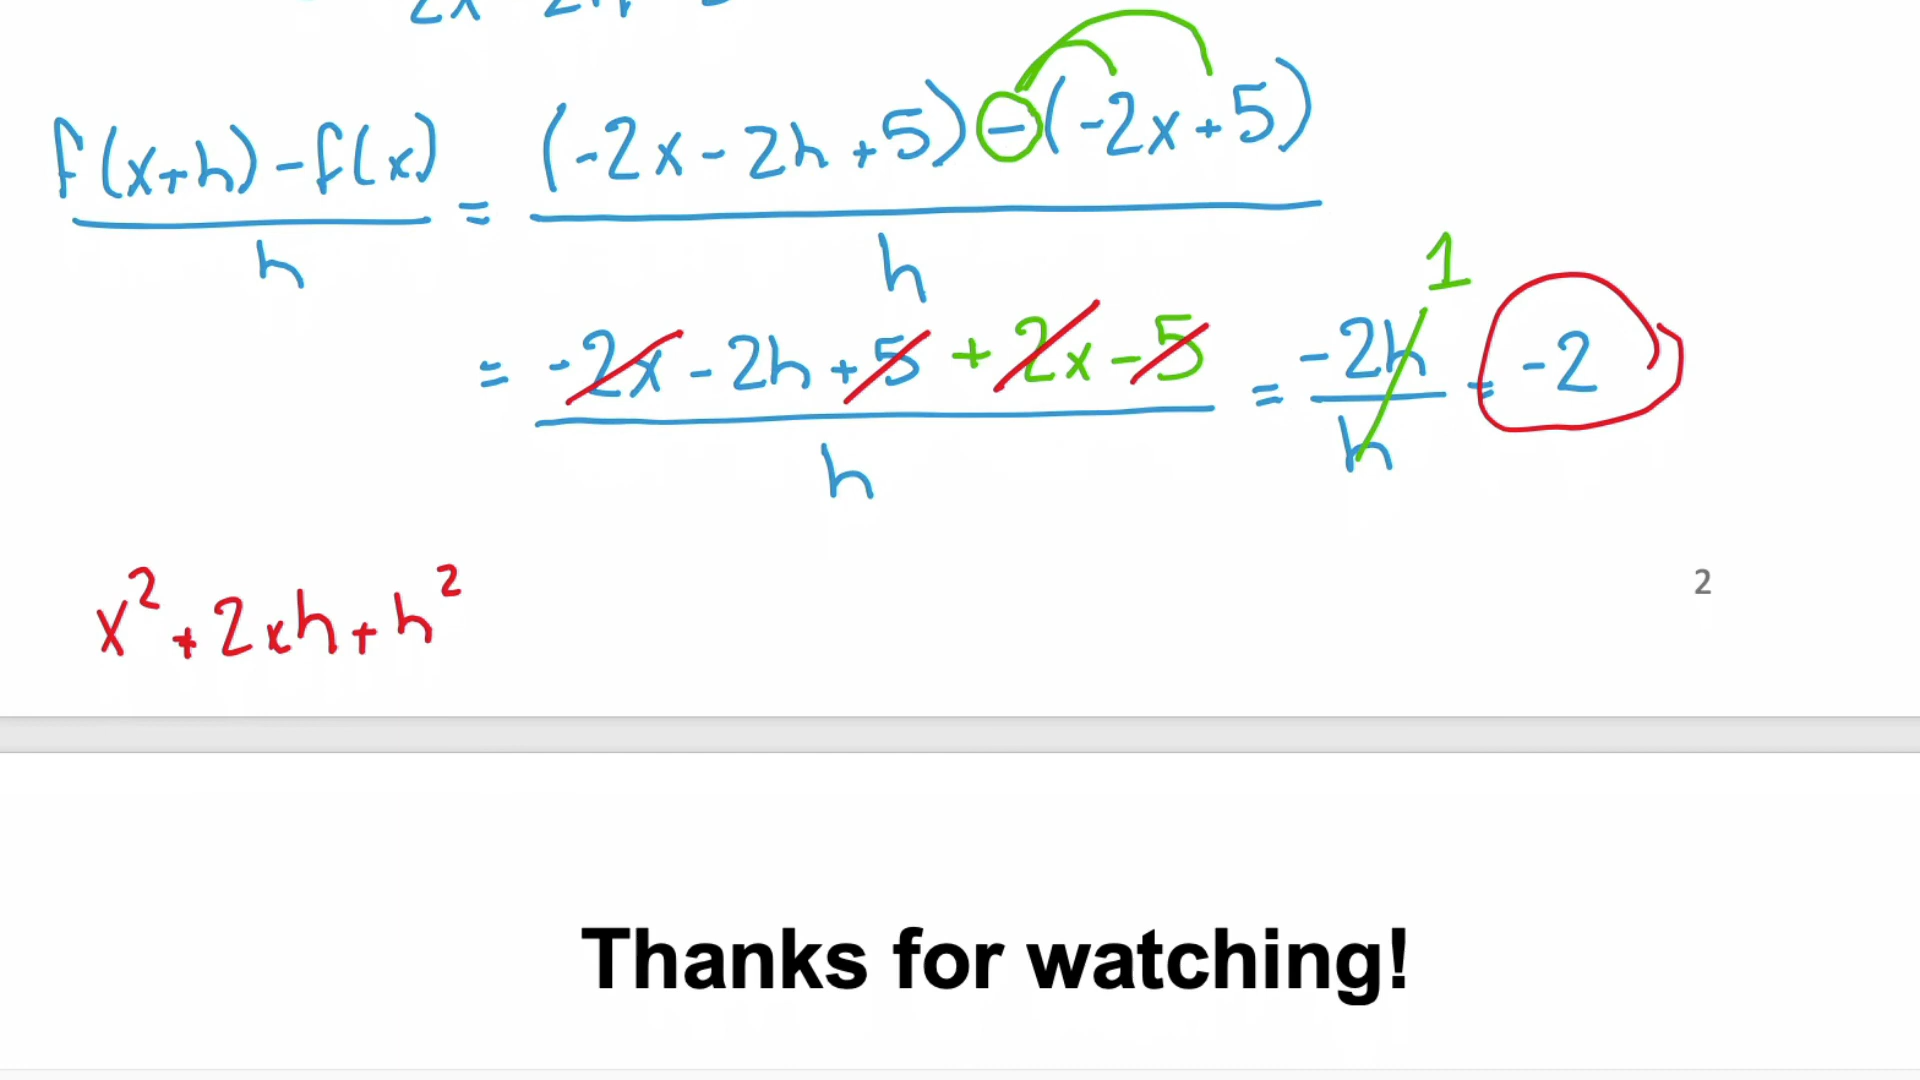 f(x+h)-f(x) / h = (-2x-2h+5)-(-2x+5) / h
1
= -2x-2h+5+2x-5 / h = -2h / h = -2
x²+2xh+h²
2
Thanks for watching!